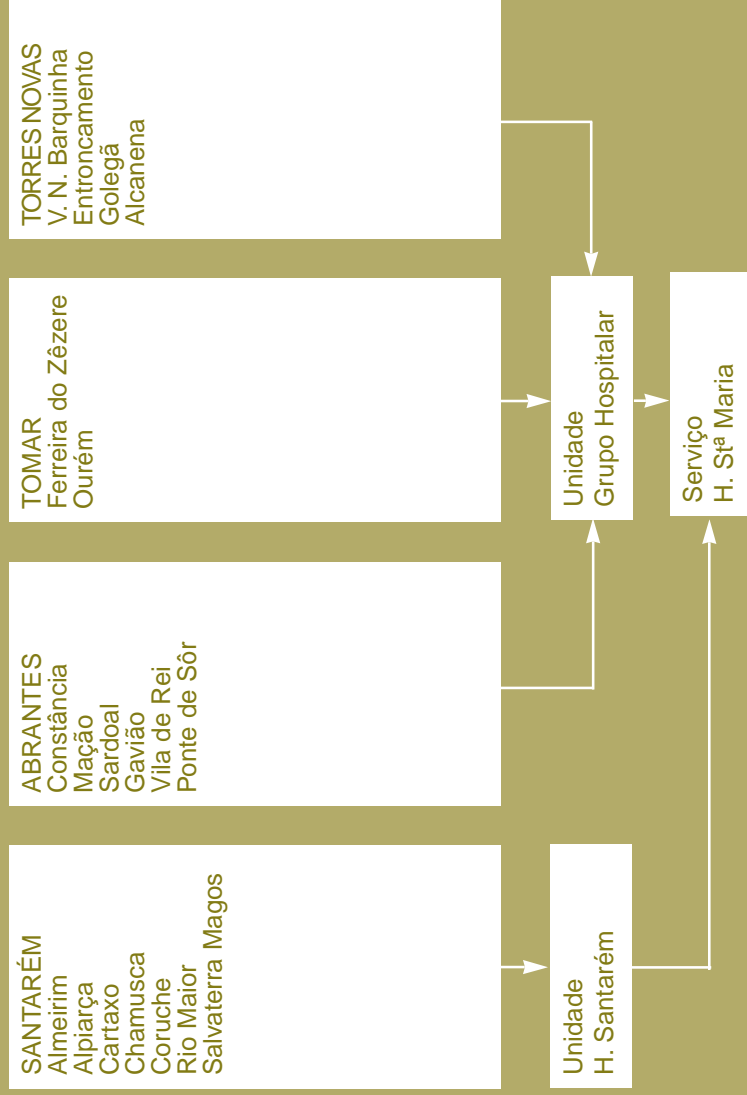 SANTARÉM
Almeirim
Alpiarça
Cartaxo
Chamusca
Coruche
Rio Maior
Salvaterra Magos
ABRANTES
Constância
Mação
Sardoal
Gavião
Vila de Rei
Ponte de Sôr
TOMAR
Ferreira do Zêzere
Ourém
TORRES NOVAS
V. N. Barquinha
Entroncamento
Golegã
Alcanena
Unidade
H. Santarém
Unidade
Grupo Hospitalar
Serviço
H. Stª Maria